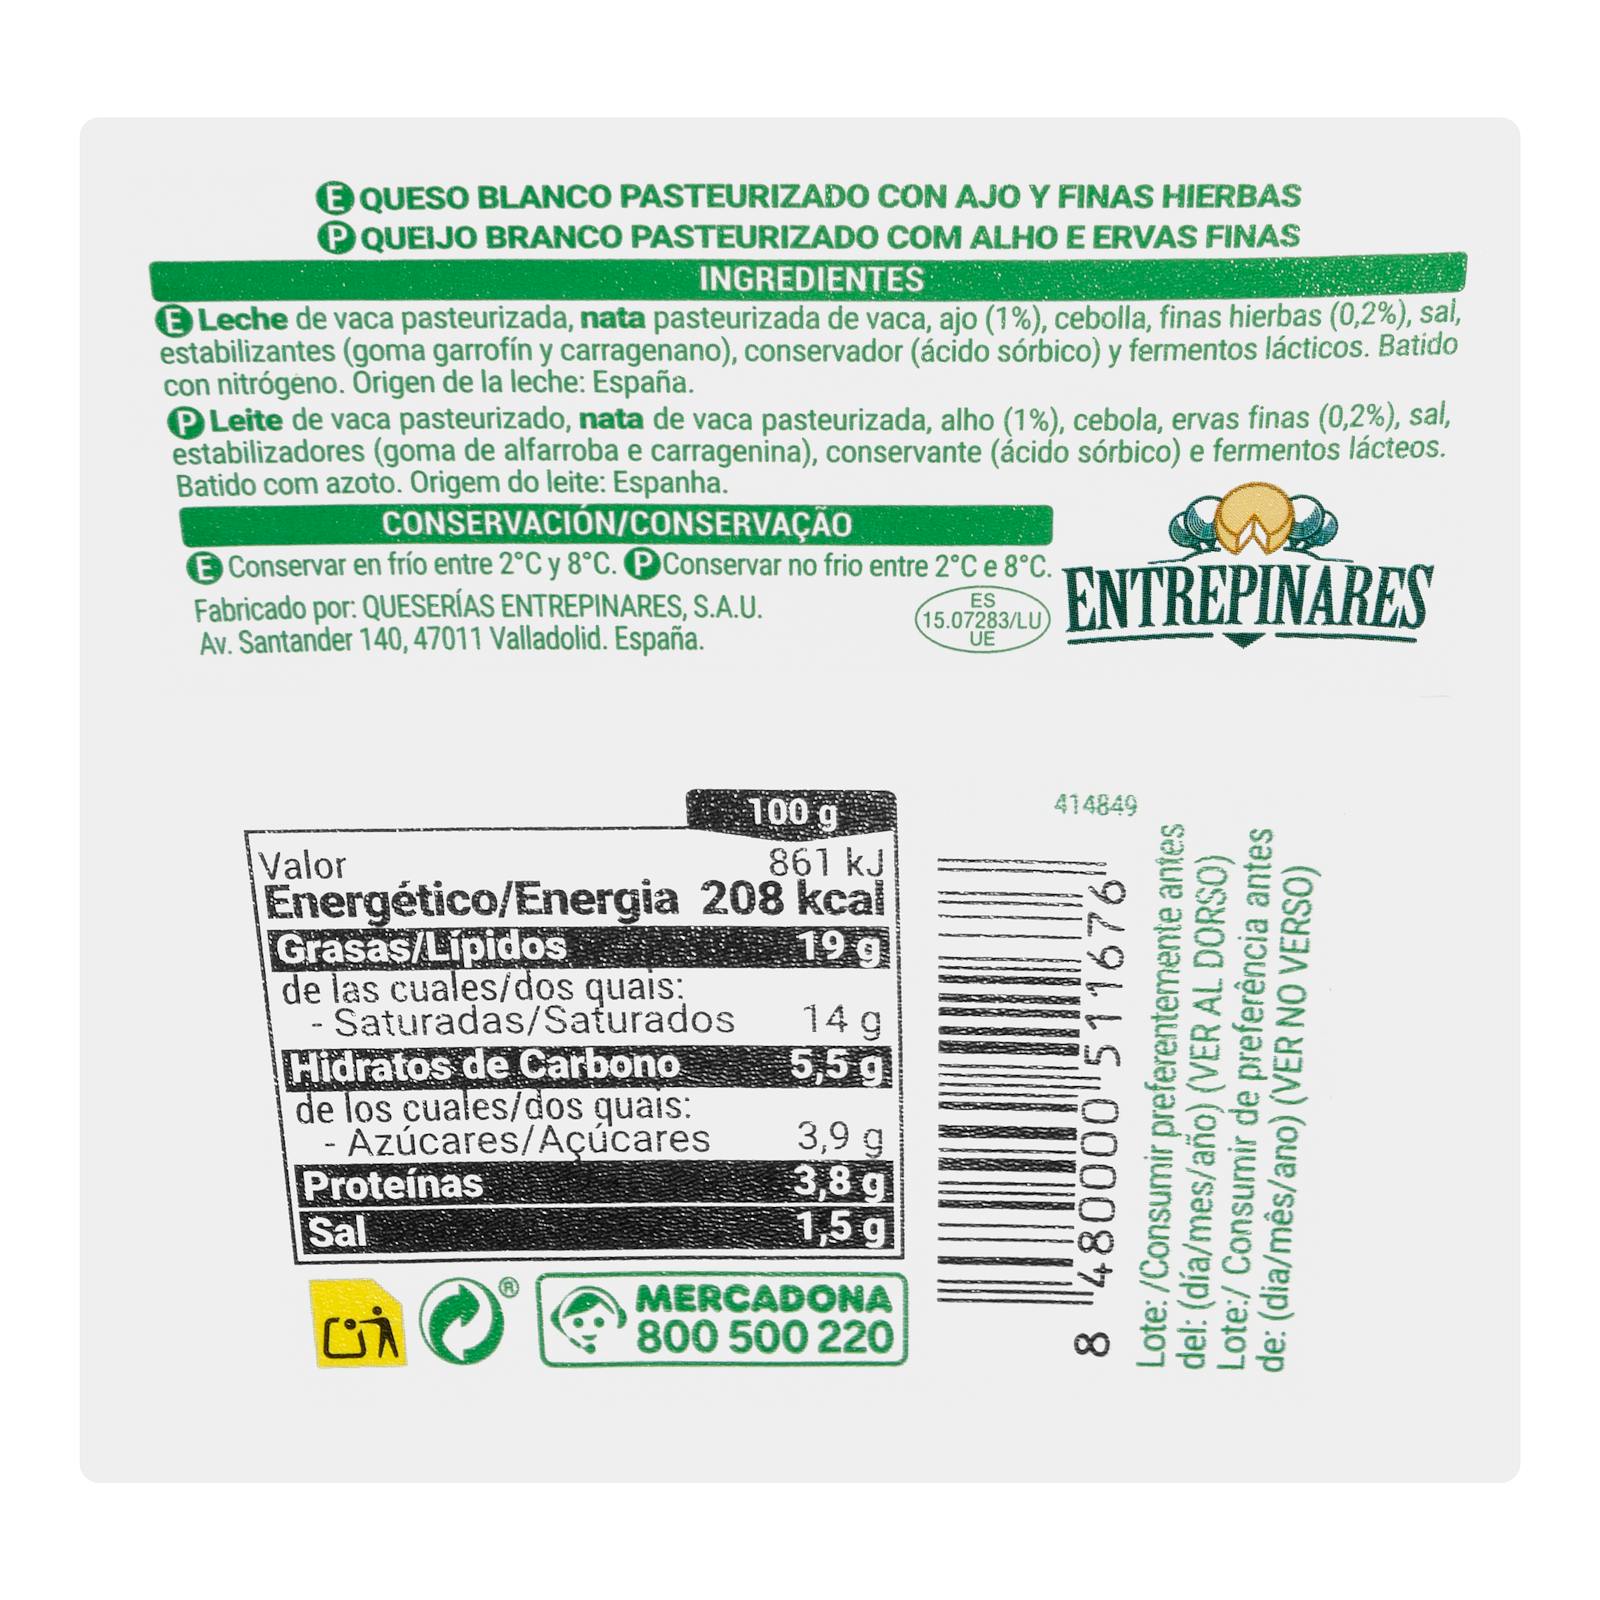 E QUESO BLANCO PASTEURIZADO CON AJO Y FINAS HIERBAS
P QUEIJO BRANCO PASTEURIZADO COM ALHO E ERVAS FINAS
INGREDIENTES
E Leche de vaca pasteurizada, nata pasteurizada de vaca, ajo (1%), cebolla, finas hierbas (0,2%), sal,
estabilizantes (goma garrofín y carragenano), conservador (ácido sórbico) y fermentos lácticos. Batido
con nitrógeno. Origen de la leche: España.
P Leite de vaca pasteurizado, nata de vaca pasteurizada, alho (1%), cebola, ervas finas (0,2%), sal,
estabilizadores (goma de alfarroba e carragenina), conservante (ácido sórbico) e fermentos lácteos.
Batido com azoto. Origem do leite: Espanha.
CONSERVACIÓN/CONSERVAÇÃO
E Conservar en frío entre 2°C y 8°C. P Conservar no frio entre 2°C e 8°C.
Fabricado por: QUESERÍAS ENTREPINARES, S.A.U.
Av. Santander 140, 47011 Valladolid. España.
ES
15.07283/LU
UE
ENTREPINARES
100 g
Valor 861 kJ
Energético/Energia 208 kcal
Grasas/Lípidos 19 g
de las cuales/dos quais:
- Saturadas/Saturados 14 g
Hidratos de Carbono 5,5 g
de los cuales/dos quais:
- Azúcares/Açúcares 3,9 g
Proteínas 3,8 g
Sal 1,5 g
®
MERCADONA
800 500 220
414849
8 480000 511676
Lote: /Consumir preferentemente antes
del: (día/mes/año) (VER AL DORSO)
Lote:/ Consumir de preferência antes
de: (dia/mês/ano) (VER NO VERSO)